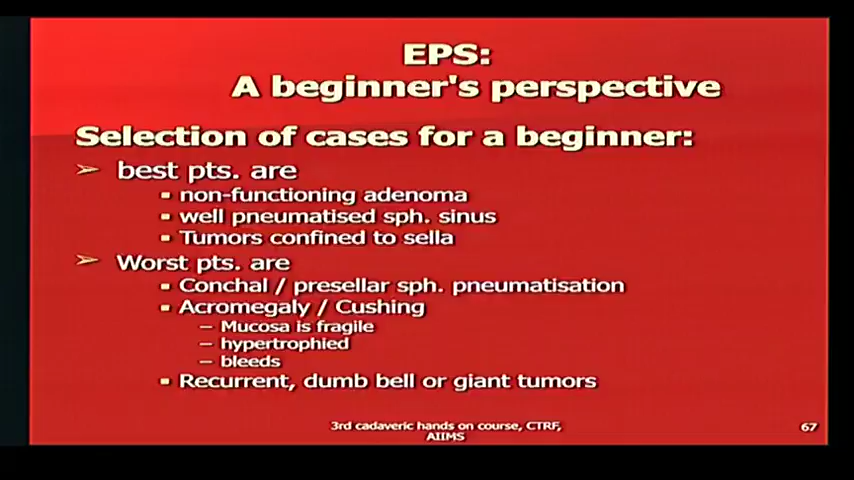 EPS:
A beginner's perspective
Selection of cases for a beginner:
➢ best pts. are
▪ non-functioning adenoma
▪ well pneumatised sph. sinus
▪ Tumors confined to sella
➢ Worst pts. are
▪ Conchal / presellar sph. pneumatisation
▪ Acromegaly / Cushing
– Mucosa is fragile
– hypertrophied
– bleeds
▪ Recurrent, dumb bell or giant tumors
3rd cadaveric hands on course, CTRF,
AIIMS
67